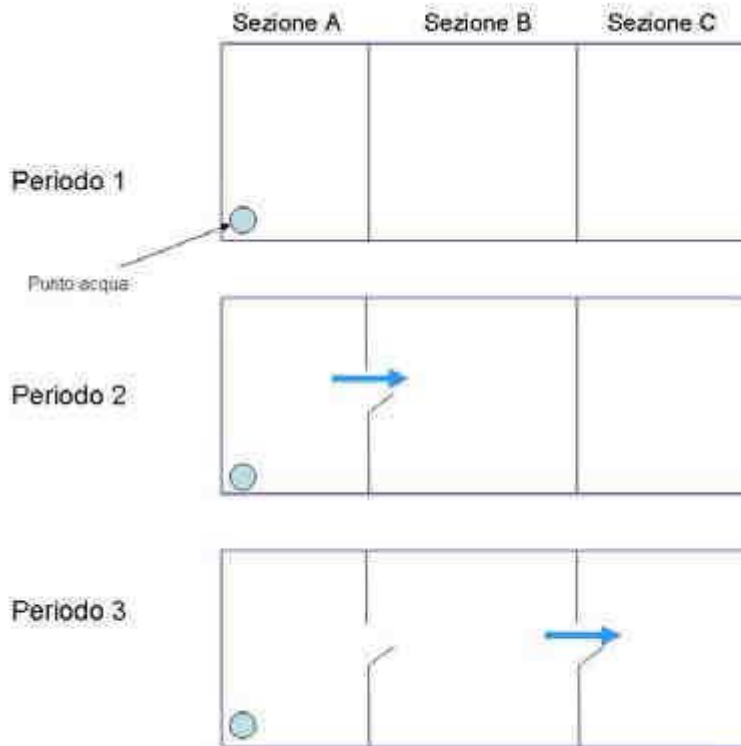 Sezione A
Sezione B
Sezione C
Periodo 1
Punto acqua
Periodo 2
Periodo 3